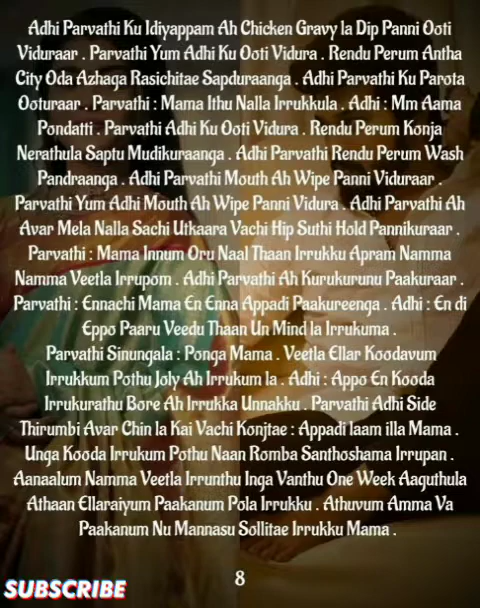 Adhi Parvathi Ku Idiyappam Ah Chicken Gravy la Dip Panni Ooti
Viduraar . Parvathi Yum Adhi Ku Ooti Vidura . Rendu Perum Antha
City Oda Azhaga Rasichitae Sapduraanga . Adhi Parvathi Ku Parota
Ooturaar . Parvathi : Mama Ithu Nalla Irrukkula . Adhi : Mm Aama
Pondatti . Parvathi Adhi Ku Ooti Vidura . Rendu Perum Konja
Nerathula Saptu Mudikuraanga . Adhi Parvathi Rendu Perum Wash
Pandraanga . Adhi Parvathi Mouth Ah Wipe Panni Viduraar .
Parvathi Yum Adhi Mouth Ah Wipe Panni Vidura . Adhi Parvathi Ah
Avar Mela Nalla Sachi Utkaara Vachi Hip Suthi Hold Pannikuraar .
Parvathi : Mama Innum Oru Naal Thaan Irrukku Apram Namma
Namma Veetla Irrupom . Adhi Parvathi Ah Kurukurunu Paakuraar .
Parvathi : Ennachi Mama En Enna Appadi Paakureenga . Adhi : En di
Eppo Paaru Veedu Thaan Un Mind la Irrukuma .
Parvathi Sinungala : Ponga Mama . Veetla Ellar Koodavum
Irrukkum Pothu Joly Ah Irrukum la . Adhi : Appo En Kooda
Irrukurathu Bore Ah Irrukka Unnakku . Parvathi Adhi Side
Thirumbi Avar Chin la Kai Vachi Konjtae : Appadi laam illa Mama .
Unga Kooda Irrukum Pothu Naan Romba Santhoshama Irrupan .
Aanaalum Namma Veetla Irrunthu Inga Vanthu One Week Aaguthula
Athaan Ellaraiyum Paakanum Pola Irrukku . Athuvum Amma Va
Paakanum Nu Mannasu Sollitae Irrukku Mama .
8
SUBSCRIBE